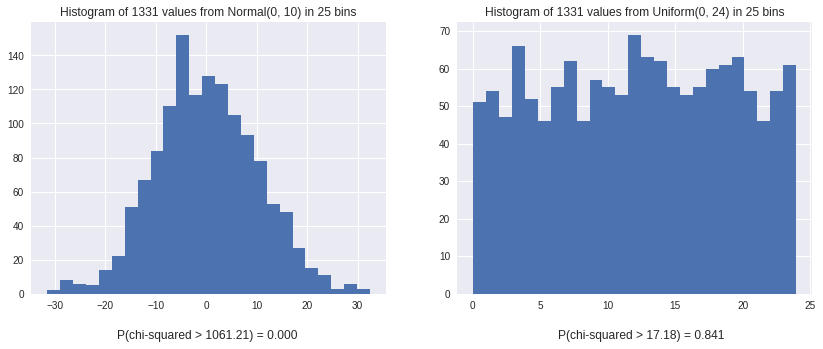 Histogram of 1331 values from Normal(0, 10) in 25 bins
140
120
100
80
60
40
20
0
−30 −20 −10 0 10 20 30
P(chi-squared > 1061.21) = 0.000
Histogram of 1331 values from Uniform(0, 24) in 25 bins
70
60
50
40
30
20
10
0
0 5 10 15 20 25
P(chi-squared > 17.18) = 0.841